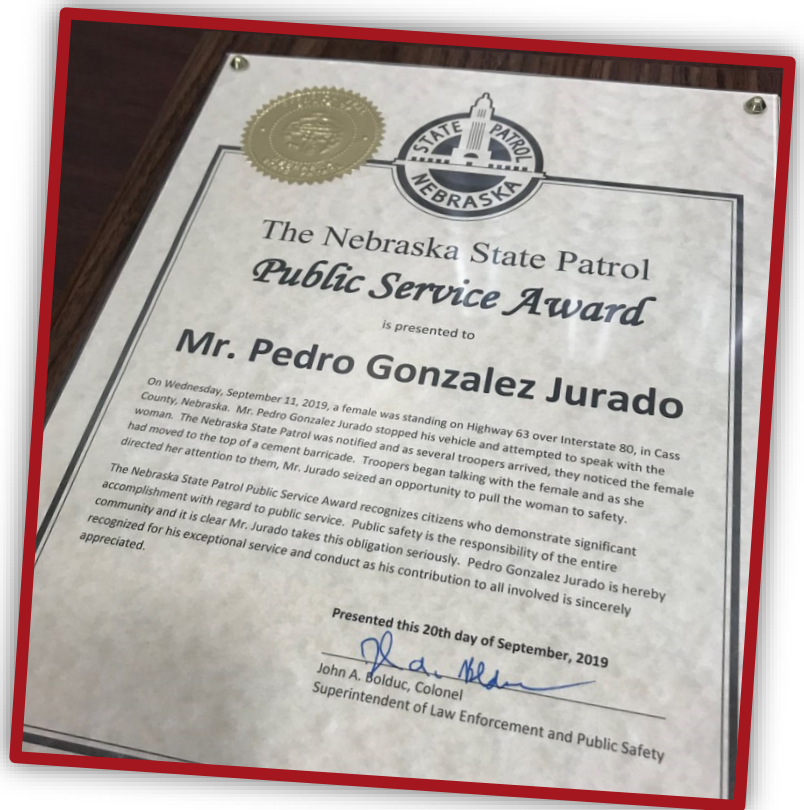 STATE PATROL
NEBRASKA
The Nebraska State Patrol
Public Service Award
is presented to
Mr. Pedro Gonzalez Jurado
On Wednesday, September 11, 2019, a female was standing on Highway 63 over Interstate 80, in Cass
County, Nebraska. Mr. Pedro Gonzalez Jurado stopped his vehicle and attempted to speak with the
woman. The Nebraska State Patrol was notified and as several troopers arrived, they noticed the female
had moved to the top of a cement barricade. Troopers began talking with the female and as she
directed her attention to them, Mr. Jurado seized an opportunity to pull the woman to safety.
The Nebraska State Patrol Public Service Award recognizes citizens who demonstrate significant
accomplishment with regard to public service. Public safety is the responsibility of the entire
community and it is clear Mr. Jurado takes this obligation seriously. Pedro Gonzalez Jurado is hereby
recognized for his exceptional service and conduct as his contribution to all involved is sincerely
appreciated.
Presented this 20th day of September, 2019
John A. Bolduc, Colonel
Superintendent of Law Enforcement and Public Safety